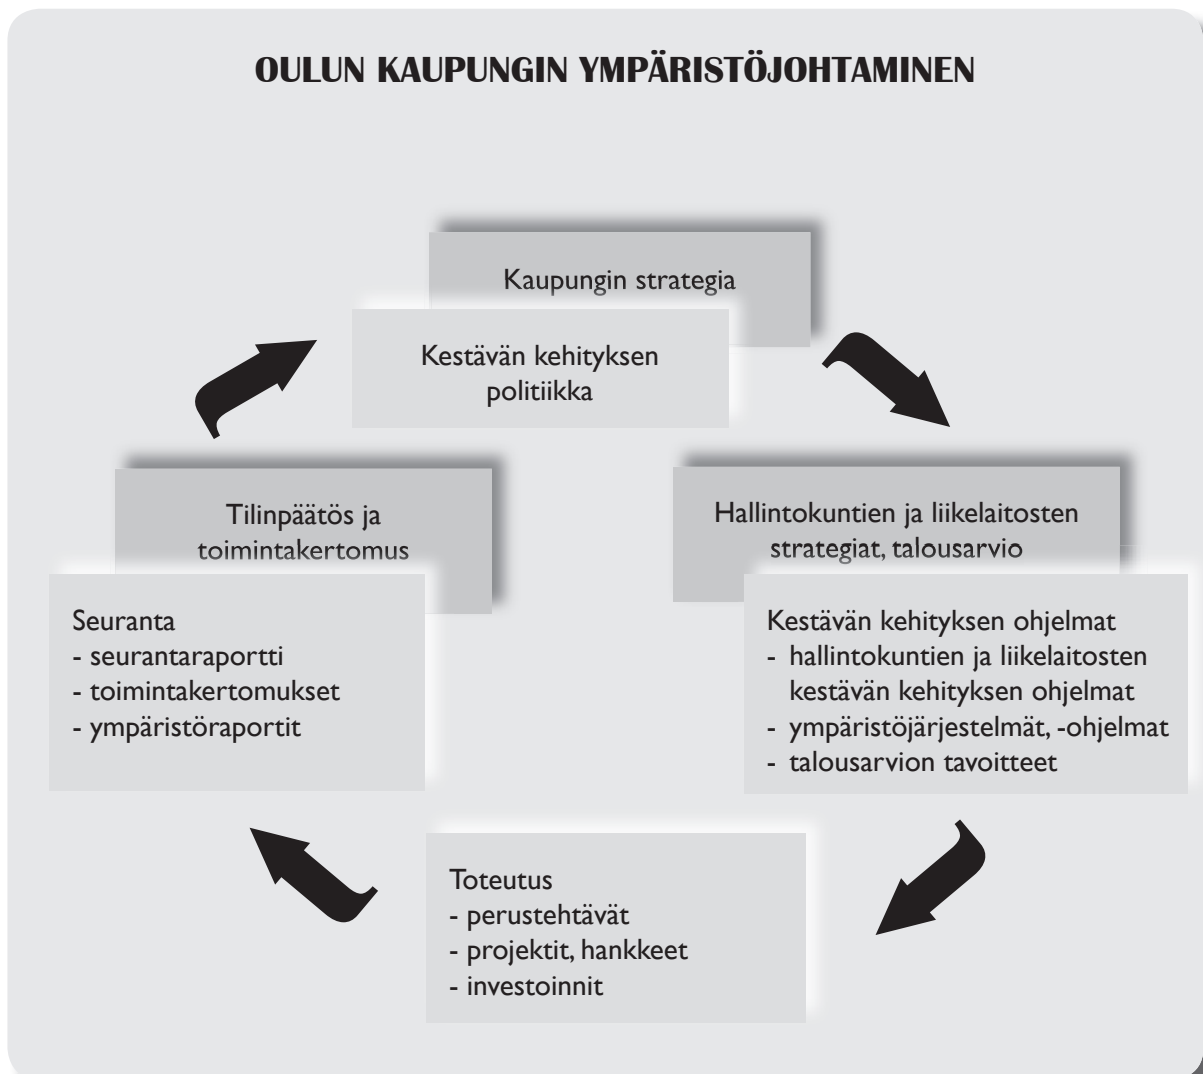 OULUN KAUPUNGIN YMPÄRISTÖJOHTAMINEN
Kaupungin strategia
Kestävän kehityksen
politiikka
Hallintokuntien ja liikelaitosten
strategiat, talousarvio
Kestävän kehityksen ohjelmat
- hallintokuntien ja liikelaitosten
kestävän kehityksen ohjelmat
- ympäristöjärjestelmät, -ohjelmat
- talousarvion tavoitteet
Toteutus
- perustehtävät
- projektit, hankkeet
- investoinnit
Tilinpäätös ja
toimintakertomus
Seuranta
- seurantaraportti
- toimintakertomukset
- ympäristöraportit